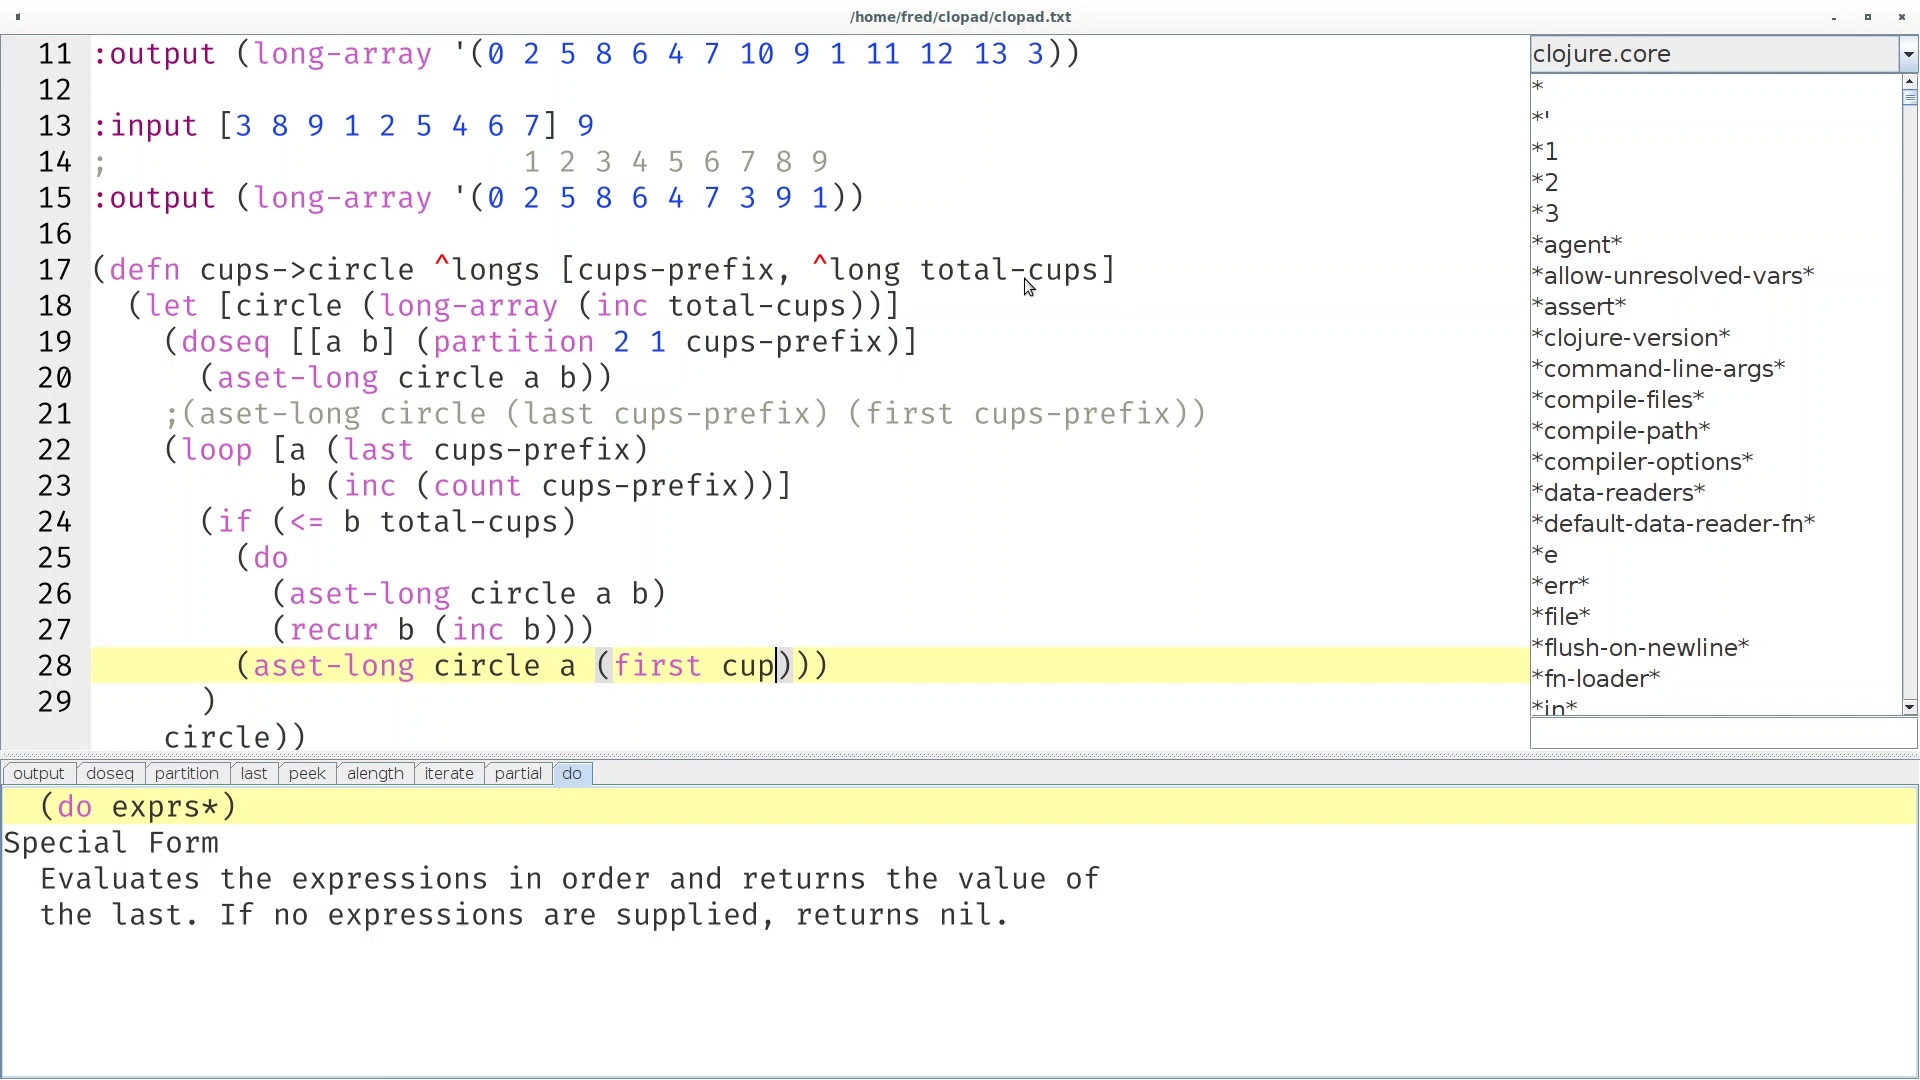 /home/fred/clopad/clopad.txt
11 :output (long-array '(0 2 5 8 6 4 7 10 9 1 11 12 13 3))
12
13 :input [3 8 9 1 2 5 4 6 7] 9
14 ; 1 2 3 4 5 6 7 8 9
15 :output (long-array '(0 2 5 8 6 4 7 3 9 1))
16
17 (defn cups->circle ^longs [cups-prefix, ^long total-cups]
18 (let [circle (long-array (inc total-cups))]
19 (doseq [[a b] (partition 2 1 cups-prefix)]
20 (aset-long circle a b))
21 ;(aset-long circle (last cups-prefix) (first cups-prefix))
22 (loop [a (last cups-prefix)
23 b (inc (count cups-prefix))]
24 (if (<= b total-cups)
25 (do
26 (aset-long circle a b)
27 (recur b (inc b)))
28 (aset-long circle a (first cup)))
29 )
circle))
clojure.core
*
*'
*1
*2
*3
*agent*
*allow-unresolved-vars*
*assert*
*clojure-version*
*command-line-args*
*compile-files*
*compile-path*
*compiler-options*
*data-readers*
*default-data-reader-fn*
*e
*err*
*file*
*flush-on-newline*
*fn-loader*
*in*
output doseq partition last peek alength iterate partial do
(do exprs*)
Special Form
Evaluates the expressions in order and returns the value of
the last. If no expressions are supplied, returns nil.